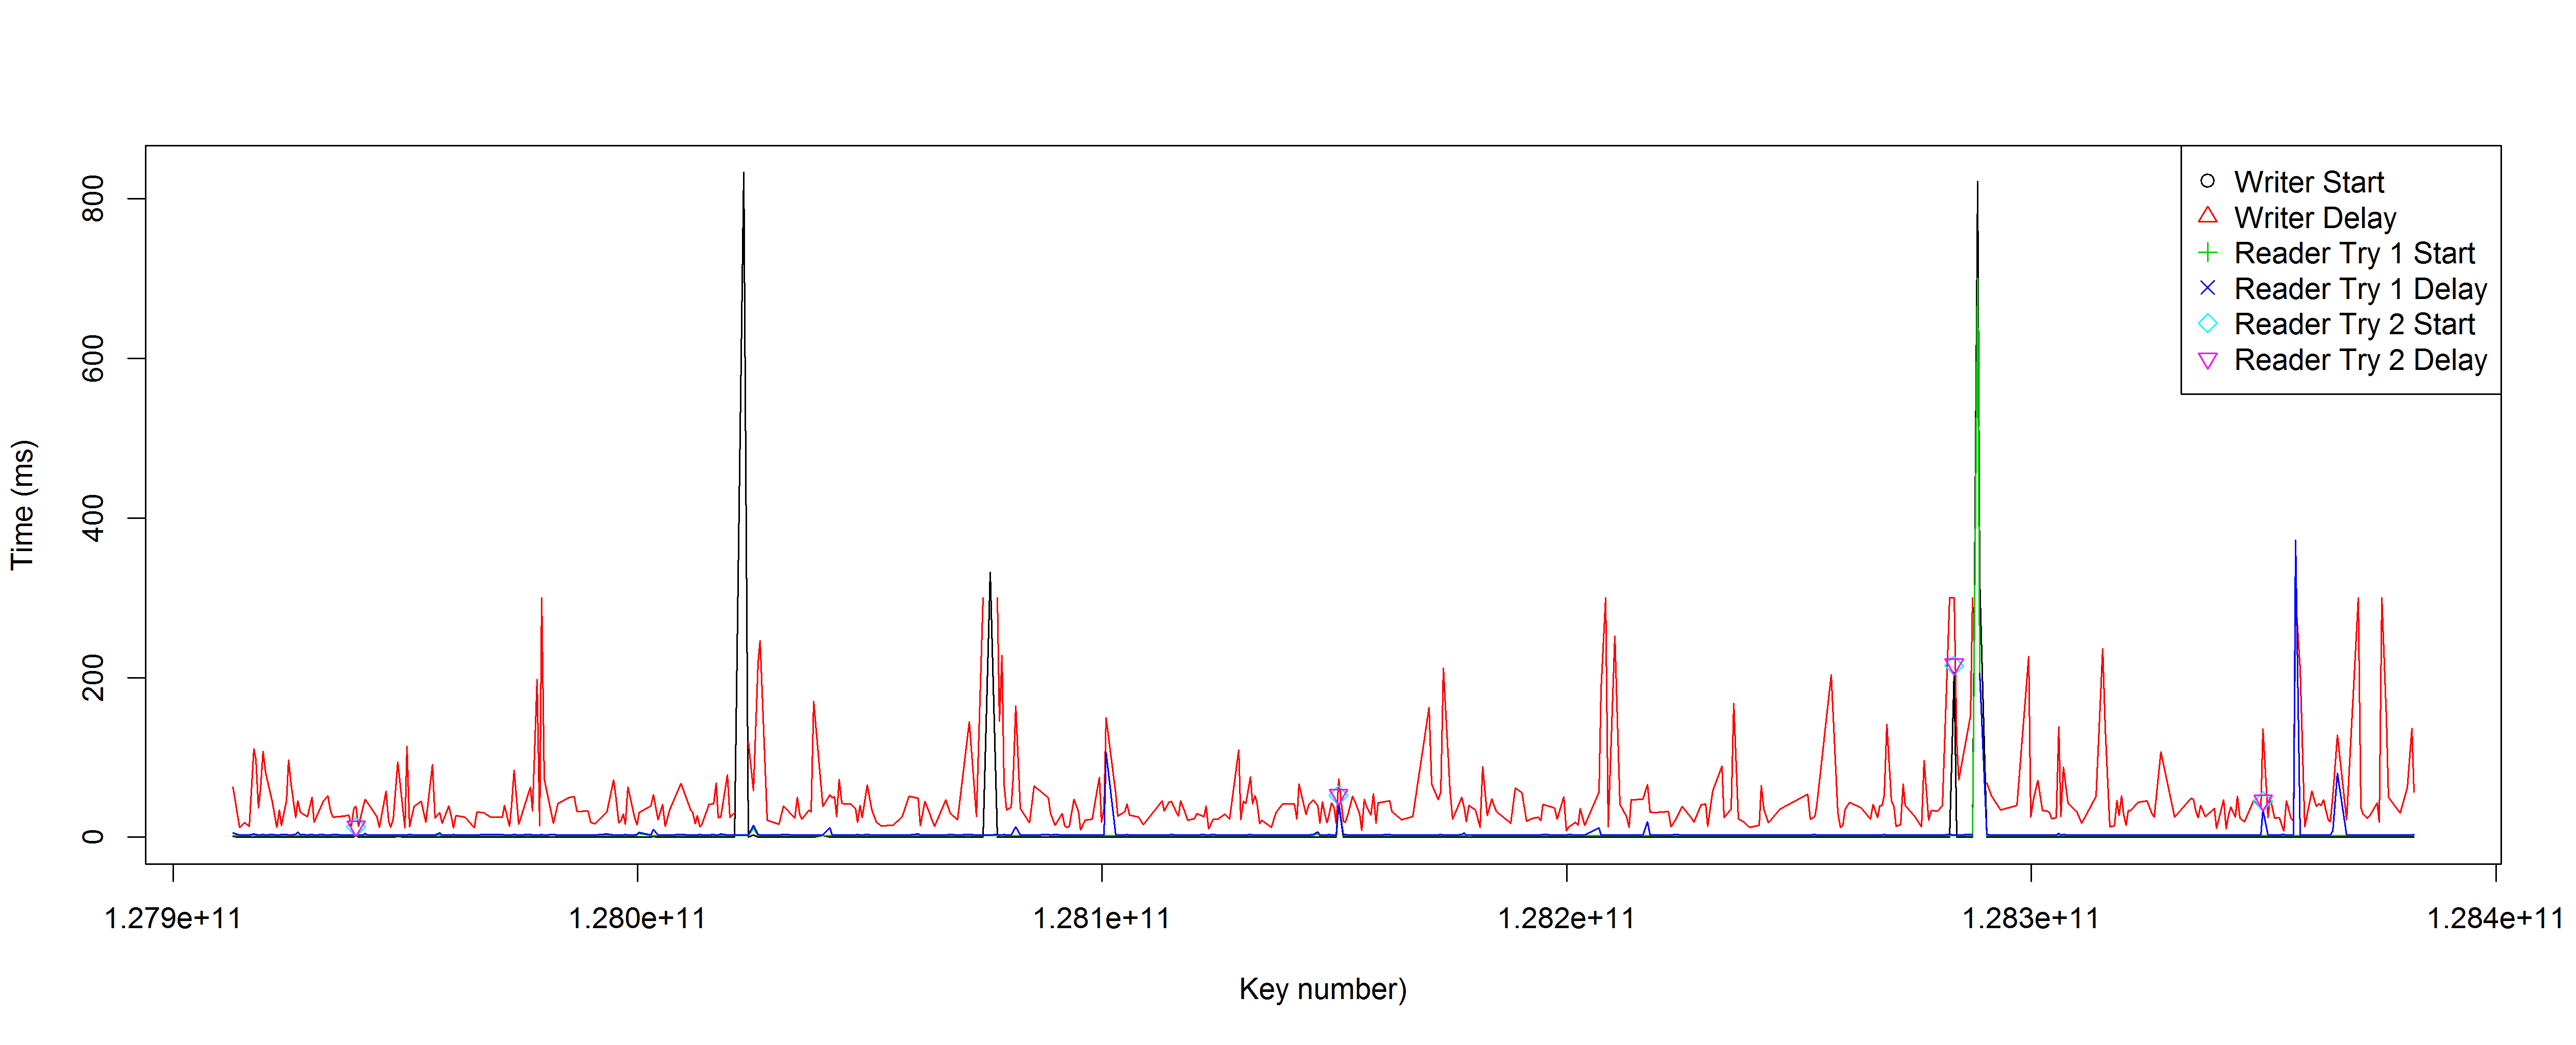 800
600
400
200
0
Time (ms)
Writer Start
Writer Delay
Reader Try 1 Start
Reader Try 1 Delay
Reader Try 2 Start
Reader Try 2 Delay
1.279e+11 1.280e+11 1.281e+11 1.282e+11 1.283e+11 1.284e+11
Key number)